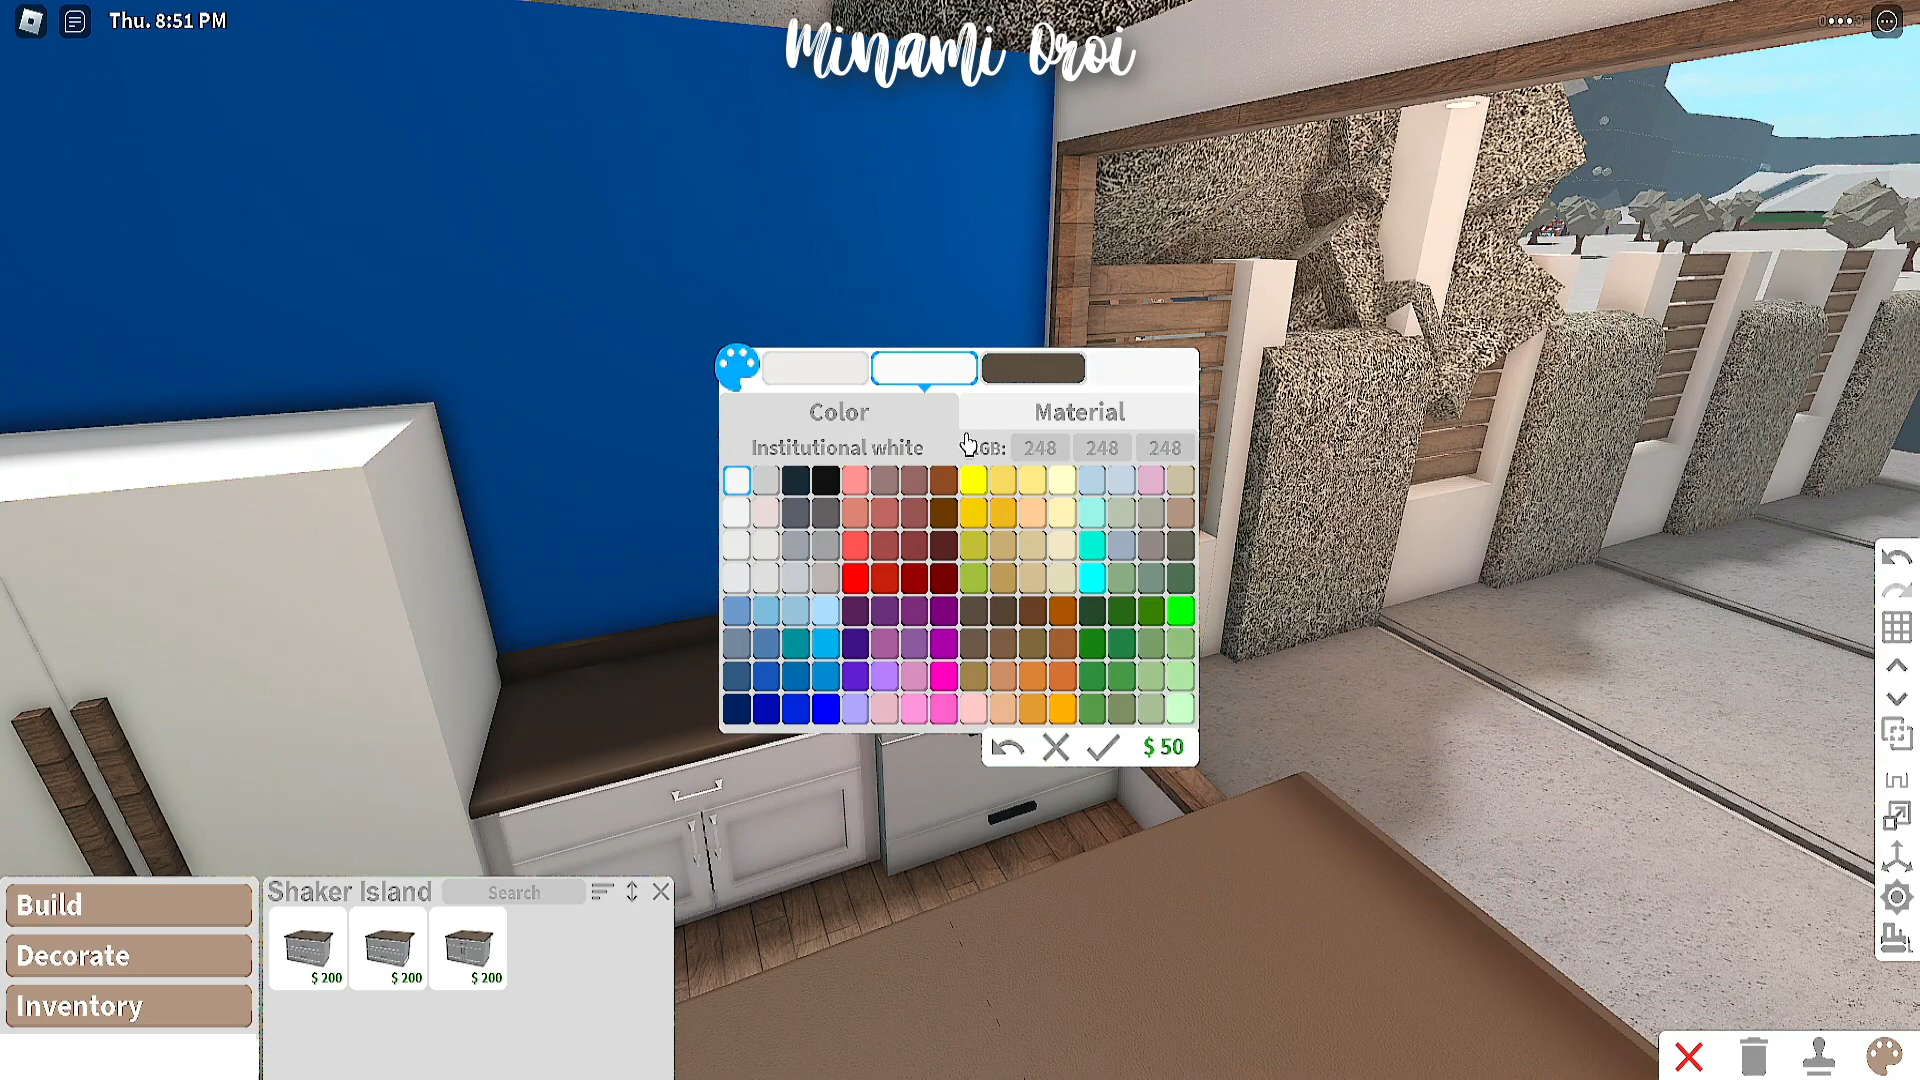 Thu. 8:51 PM
Minami Oroi
Color
Material
Institutional white
GB:
248
248
248
$ 50
Build
Decorate
Inventory
Shaker Island
Search
$ 200
$ 200
$ 200